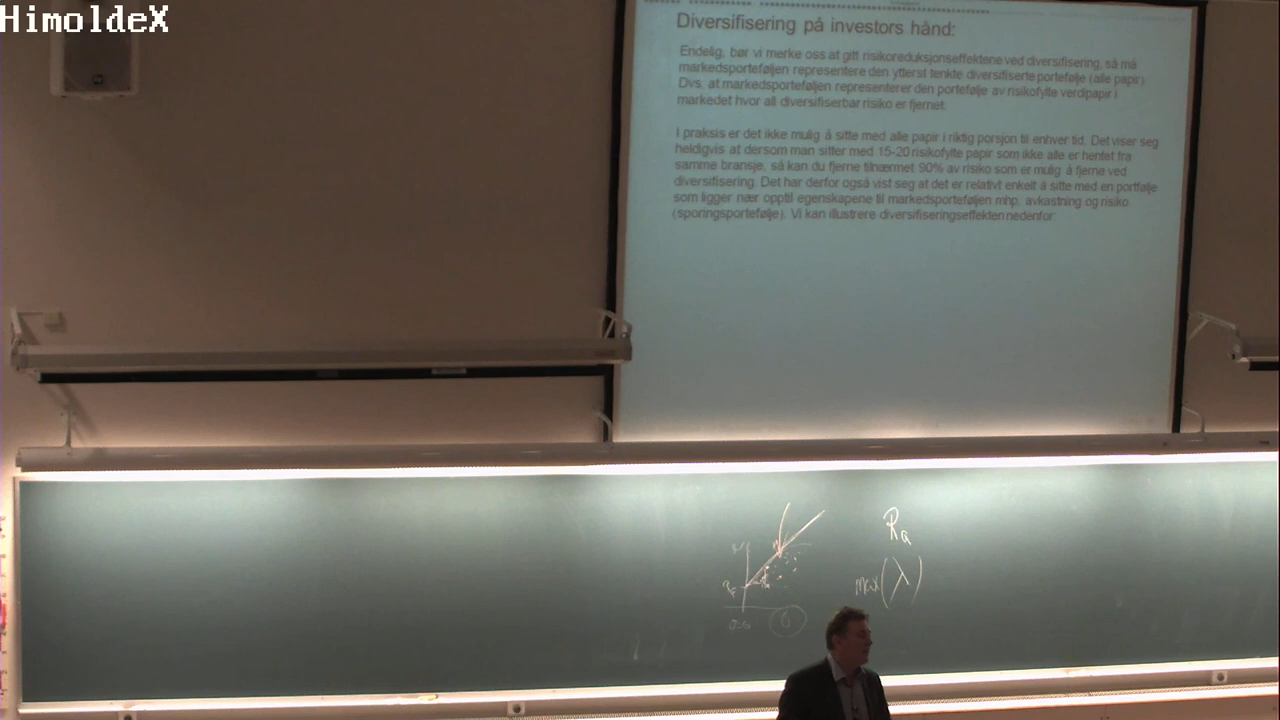 HimoldeX
Diversifisering på investors hånd:
Endelig, bør vi merke oss at gitt risikoreduksjonseffektene ved diversifisering, så må
markedsporteføljen representere den ytterst tenkte diversifiserte portefølje (alle papir).
Dvs. at markedsporteføljen representerer den portefølje av risikofylte verdipapir i
markedet hvor all diversifiserbar risiko er fjernet.
I praksis er det ikke mulig å sitte med alle papir i riktig porsjon til enhver tid. Det viser seg
heldigvis at dersom man sitter med 15-20 risikofylte papir som ikke alle er hentet fra
samme bransje, så kan du fjerne tilnærmet 90% av risiko som er mulig å fjerne ved
diversifisering. Det har derfor også vist seg at det er relativt enkelt å sitte med en portfølje
som ligger nær opptil egenskapene til markedsporteføljen mhp. avkastning og risiko
(sporingsportefølje). Vi kan illustrere diversifiseringseffekten nedenfor:
Ra
max(λ)